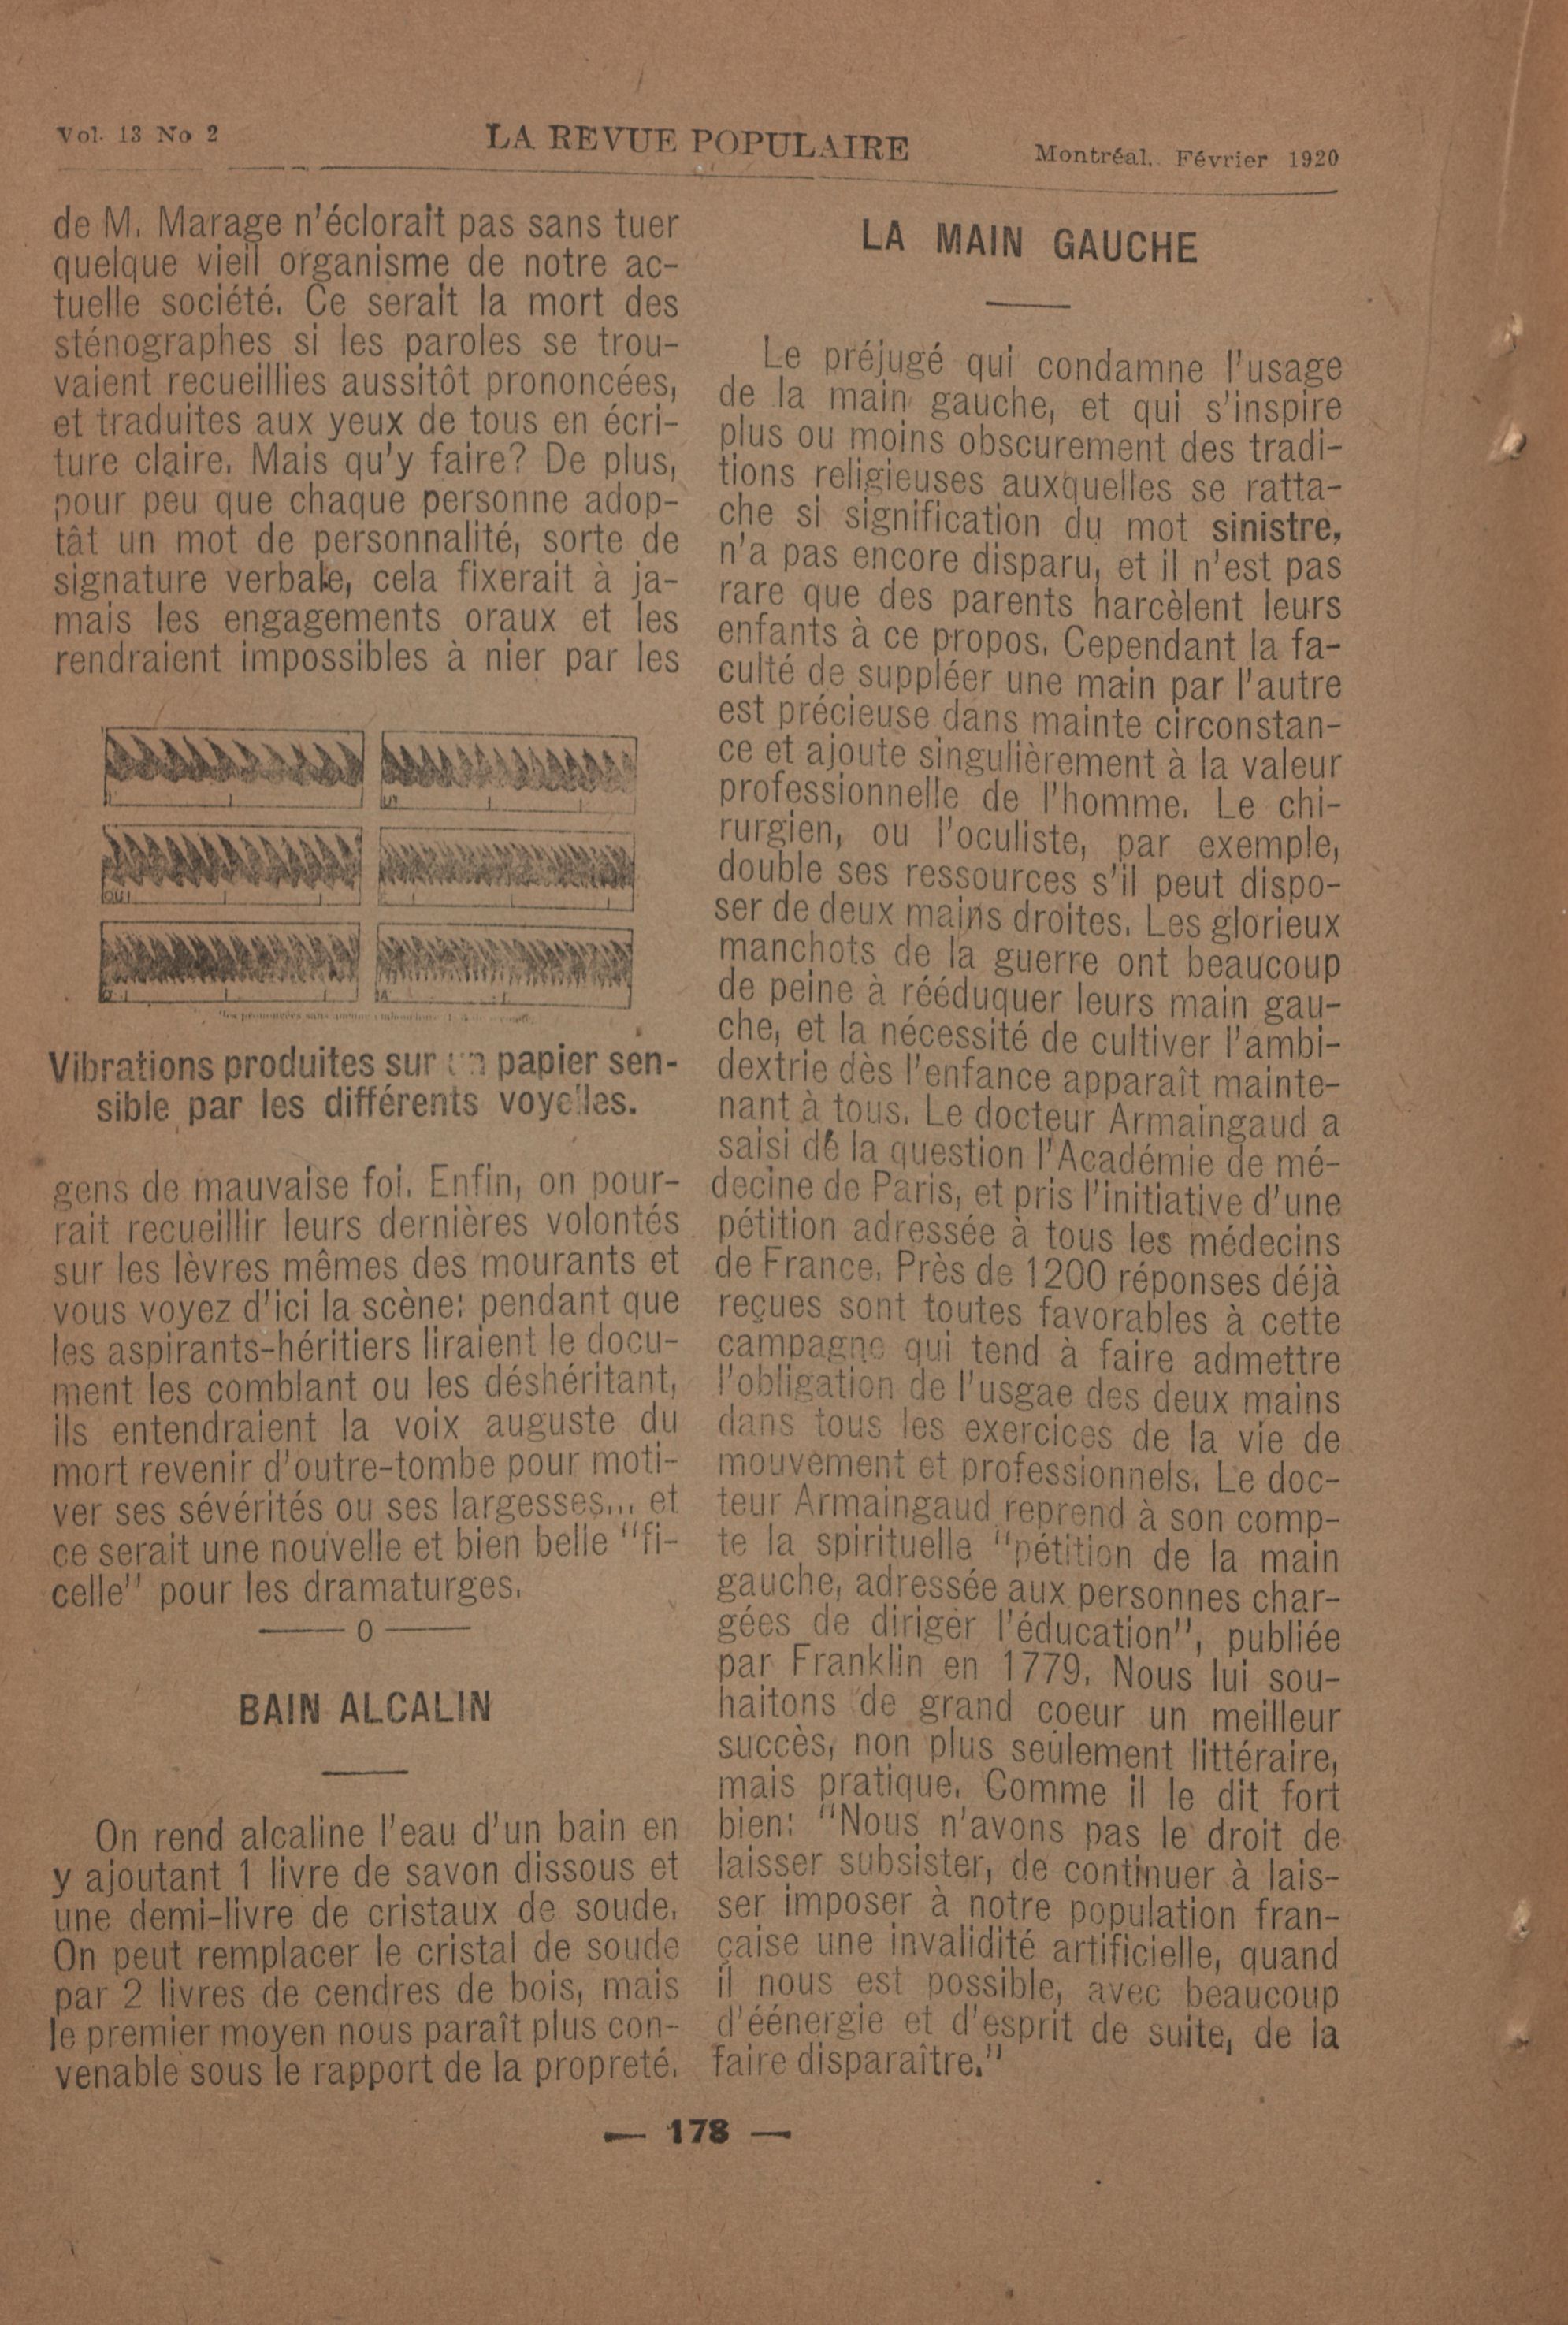 Vol. 13 No 2
LA REVUE POPULAIRE
Montréal, Février 1920
de M. Marage n'éclorait pas sans tuer
quelque vieil organisme de notre ac-
tuelle société. Ce serait la mort des
sténographes si les paroles se trou-
vaient recueillies aussitôt prononcées,
et traduites aux yeux de tous en écri-
ture claire. Mais qu'y faire? De plus,
pour peu que chaque personne adop-
tât un mot de personnalité, sorte de
signature verbale, cela fixerait à ja-
mais les engagements oraux et les
rendraient impossibles à nier par les
Vibrations produites sur un papier sen-
sible par les différents voyelles.
gens de mauvaise foi. Enfin, on pour-
rait recueillir leurs dernières volontés
sur les lèvres mêmes des mourants et
vous voyez d'ici la scène: pendant que
les aspirants-héritiers liraient le docu-
ment les comblant ou les déshéritant,
ils entendraient la voix auguste du
mort revenir d'outre-tombe pour moti-
ver ses sévérités ou ses largesses... et
ce serait une nouvelle et bien belle "fi-
celle" pour les dramaturges.
—— o ——
BAIN ALCALIN
On rend alcaline l'eau d'un bain en
y ajoutant 1 livre de savon dissous et
une demi-livre de cristaux de soude.
On peut remplacer le cristal de soude
par 2 livres de cendres de bois, mais
le premier moyen nous paraît plus con-
venable sous le rapport de la propreté.
LA MAIN GAUCHE
Le préjugé qui condamne l'usage
de la main gauche, et qui s'inspire
plus ou moins obscurement des tradi-
tions religieuses auxquelles se ratta-
che si signification du mot sinistre,
n'a pas encore disparu, et il n'est pas
rare que des parents harcèlent leurs
enfants à ce propos. Cependant la fa-
culté de suppléer une main par l'autre
est précieuse dans mainte circonstan-
ce et ajoute singulièrement à la valeur
professionnelle de l'homme. Le chi-
rurgien, ou l'oculiste, par exemple,
double ses ressources s'il peut dispo-
ser de deux mains droites. Les glorieux
manchots de la guerre ont beaucoup
de peine à rééduquer leurs main gau-
che, et la nécessité de cultiver l'ambi-
dextrie dès l'enfance apparaît mainte-
nant à tous. Le docteur Armaingaud a
saisi de la question l'Académie de mé-
decine de Paris, et pris l'initiative d'une
pétition adressée à tous les médecins
de France. Près de 1200 réponses déjà
reçues sont toutes favorables à cette
campagne qui tend à faire admettre
l'obligation de l'usgae des deux mains
dans tous les exercices de la vie de
mouvement et professionnels. Le doc-
teur Armaingaud reprend à son comp-
te la spirituelle "pétition de la main
gauche, adressée aux personnes char-
gées de diriger l'éducation", publiée
par Franklin en 1779. Nous lui sou-
haitons de grand coeur un meilleur
succès, non plus seulement littéraire,
mais pratique. Comme il le dit fort
bien: "Nous n'avons pas le droit de
laisser subsister, de continuer à lais-
ser imposer à notre population fran-
çaise une invalidité artificielle, quand
il nous est possible, avec beaucoup
d'éénergie et d'esprit de suite, de la
faire disparaître."
— 178 —